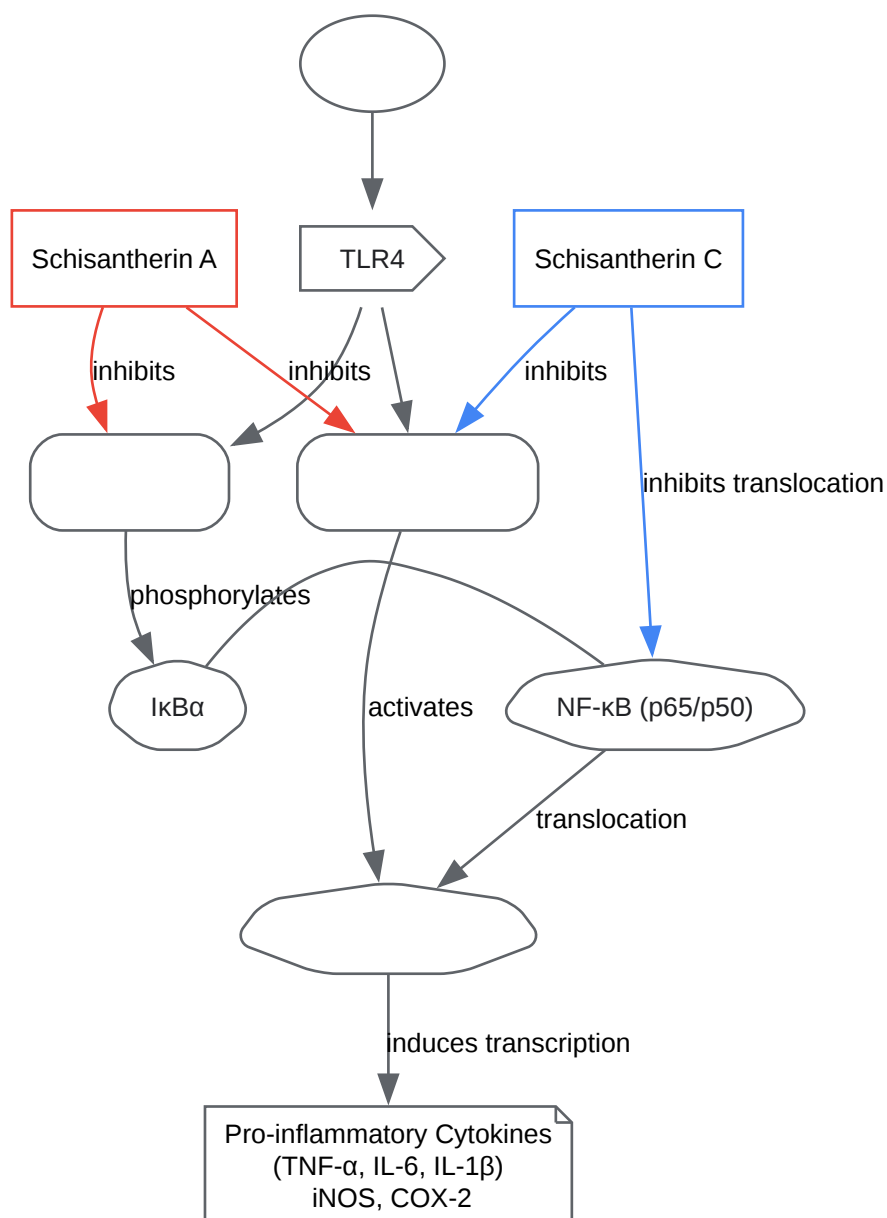 Schisantherin A
TLR4
Schisantherin C
inhibits
inhibits
inhibits
inhibits translocation
phosphorylates
IκBα
activates
NF-κB (p65/p50)
translocation
induces transcription
Pro-inflammatory Cytokines
(TNF-α, IL-6, IL-1β)
iNOS, COX-2